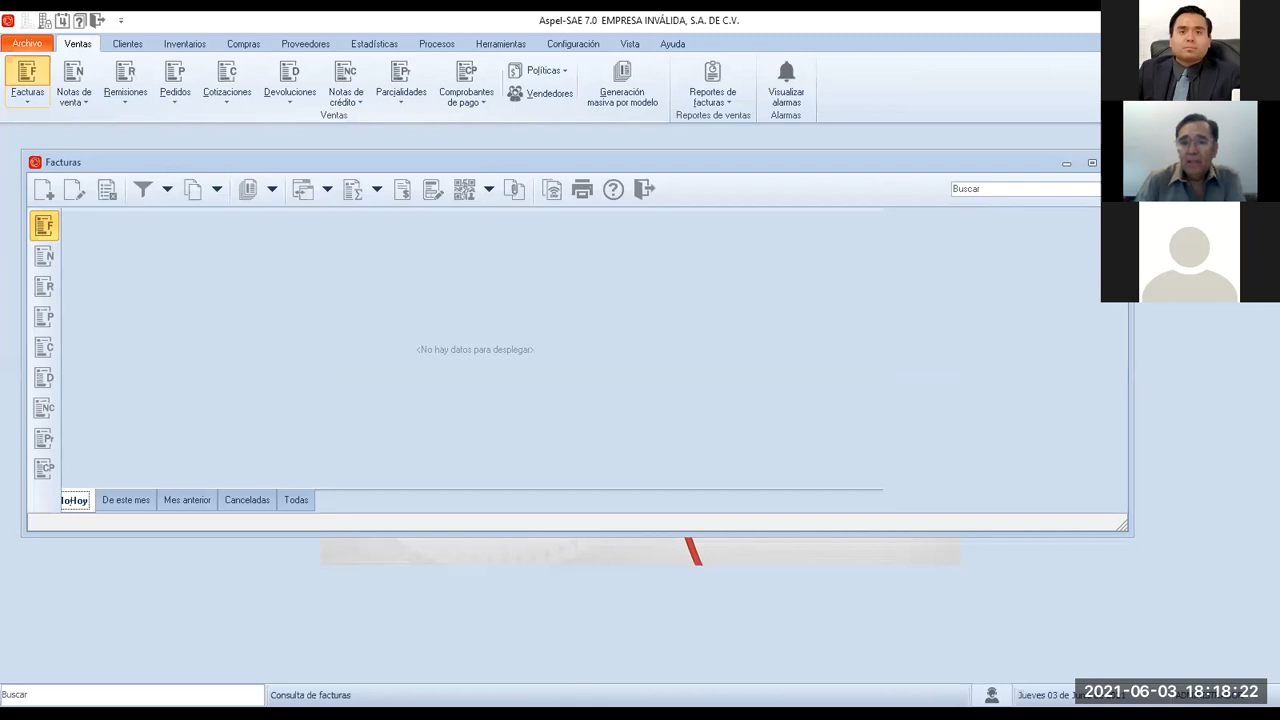 Aspel-SAE 7.0 EMPRESA INVÁLIDA, S.A. DE C.V.
Archivo Ventas Clientes Inventarios Compras Proveedores Estadísticas Procesos Herramientas Configuración Vista Ayuda
Facturas
Notas de venta
Remisiones
Pedidos
Cotizaciones
Devoluciones
Notas de crédito
Parcialidades
Comprobantes de pago
Políticas
Vendedores
Generación masiva por modelo
Reportes de facturas
Visualizar alarmas
Ventas
Reportes de ventas
Alarmas
Facturas
Buscar
F
N
R
P
C
D
NC
Pr
CP
<No hay datos para desplegar>
Hoy De este mes Mes anterior Canceladas Todas
Buscar
Consulta de facturas
Jueves 03 de
2021-06-03 18:18:22